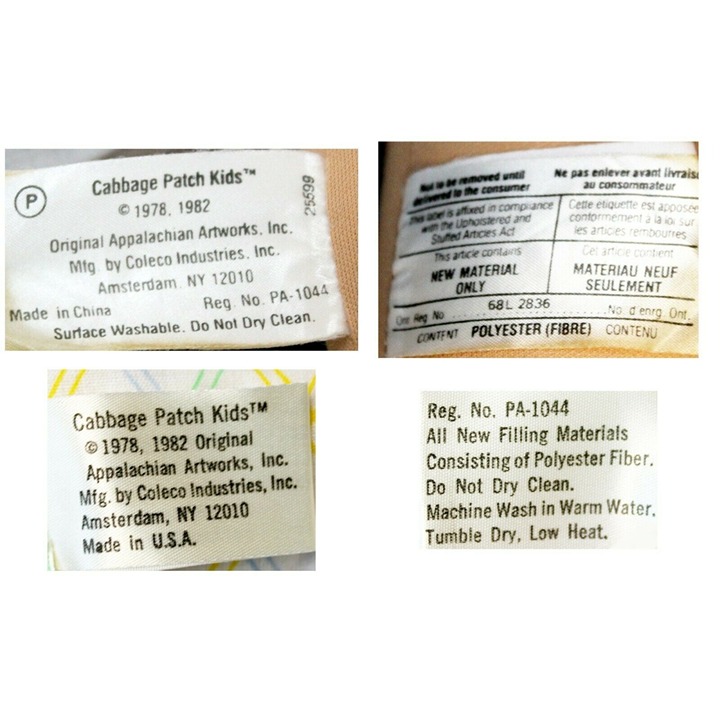 P
Cabbage Patch Kids™
© 1978, 1982
Original Appalachian Artworks, Inc.
Mfg. by Coleco Industries, Inc.
Amsterdam, NY 12010
Reg. No. PA-1044
Made in China
Surface Washable. Do Not Dry Clean.
25599
Not to be removed until
delivered to the consumer
Ne pas enlever avant livrais
au consommateur
This label is affixed in compliance
with the Upholstered and
Stuffed Articles Act
Cette etiquette est apposee
conformement a la loi sur
les articles rembourres
This article contains
NEW MATERIAL
ONLY
Cet article contient
MATERIAU NEUF
SEULEMENT
Ont. Reg. No. 68L 2836 No. d'enrg. Ont.
CONTENT POLYESTER (FIBRE) CONTENU
Cabbage Patch Kids™
© 1978, 1982 Original
Appalachian Artworks, Inc.
Mfg. by Coleco Industries, Inc.
Amsterdam, NY 12010
Made in U.S.A.
Reg. No. PA-1044
All New Filling Materials
Consisting of Polyester Fiber.
Do Not Dry Clean.
Machine Wash in Warm Water.
Tumble Dry, Low Heat.